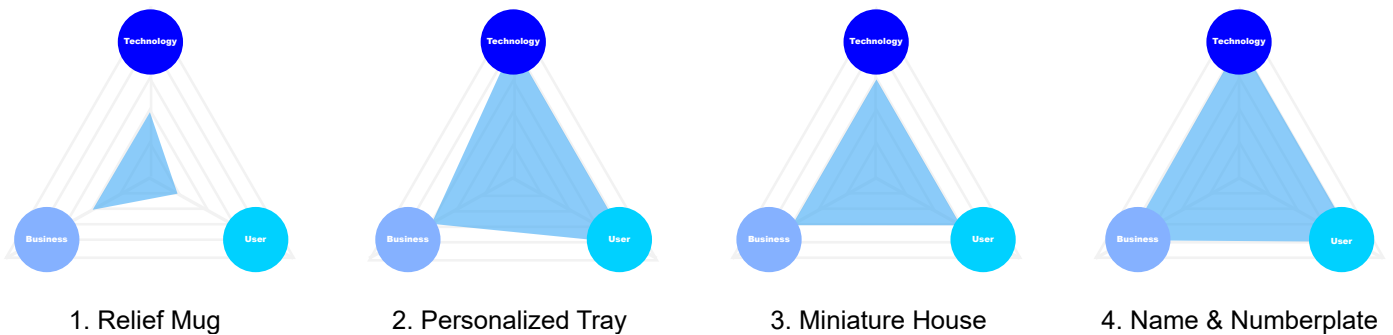 Technology
Business
User
1. Relief Mug
Technology
Business
User
2. Personalized Tray
Technology
Business
User
3. Miniature House
Technology
Business
User
4. Name & Numberplate